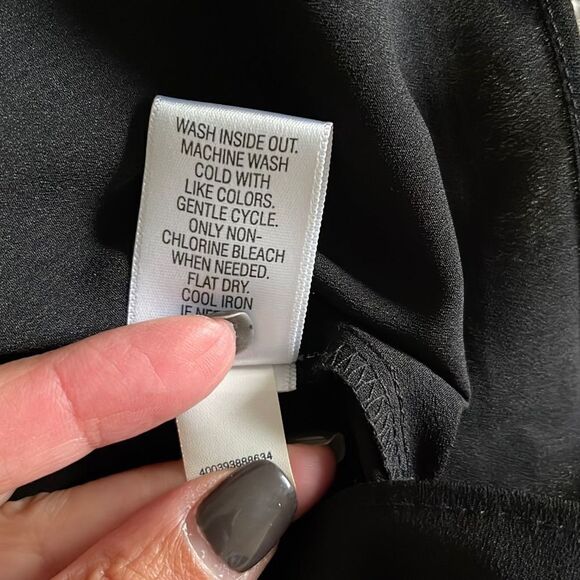 WASH INSIDE OUT.
MACHINE WASH
COLD WITH
LIKE COLORS.
GENTLE CYCLE.
ONLY NON-
CHLORINE BLEACH
WHEN NEEDED.
FLAT DRY.
COOL IRON
IF
400393888634